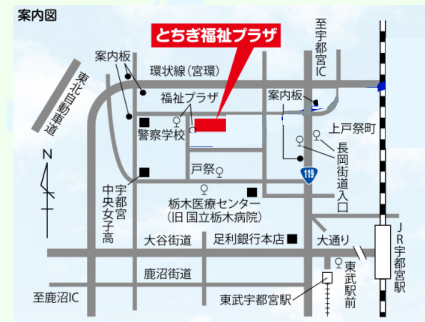 案内図
とちぎ福祉プラザ
至宇都宮IC
東北自動車道
案内板
環状線(宮環)
福祉プラザ
案内板
上戸祭町
警察学校
長岡街道入口
戸祭
119
N
宇都宮中央女子高
栃木医療センター
(旧 国立栃木病院)
大谷街道
足利銀行本店
大通り
JR宇都宮駅
鹿沼街道
東武駅前
至鹿沼IC
東武宇都宮駅